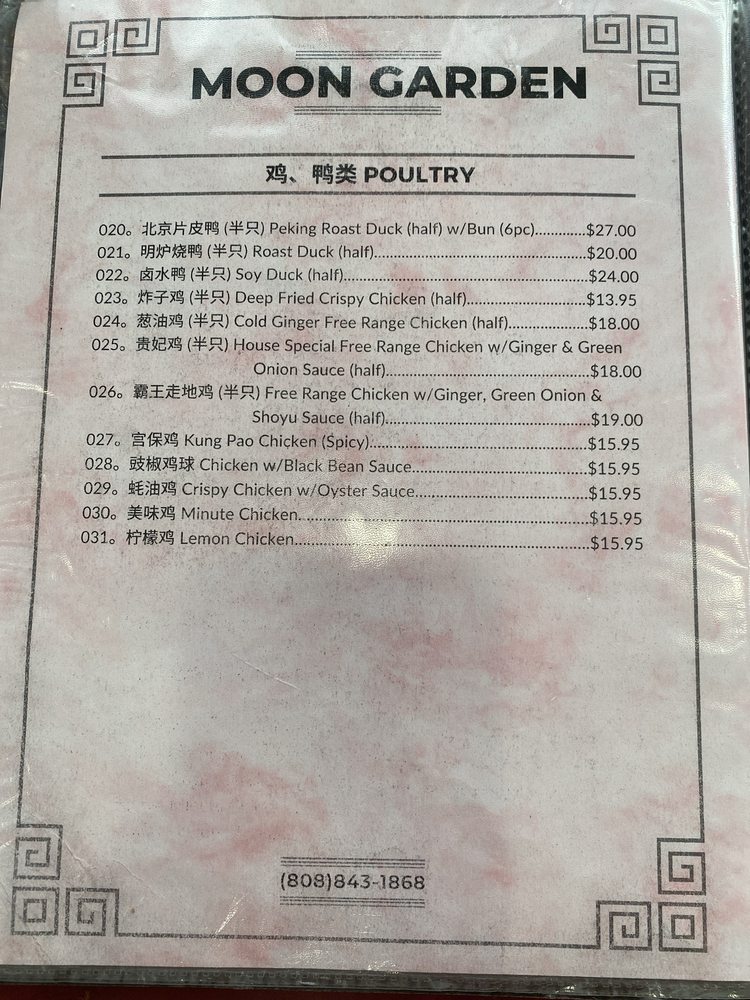 MOON GARDEN
鸡、鸭类 POULTRY
020。北京片皮鸭 (半只) Peking Roast Duck (half) w/Bun (6pc).............$27.00
021。明炉烧鸭 (半只) Roast Duck (half)......................................................$20.00
022。卤水鸭 (半只) Soy Duck (half).............................................................$24.00
023。炸子鸡 (半只) Deep Fried Crispy Chicken (half)..............................$13.95
024。葱油鸡 (半只) Cold Ginger Free Range Chicken (half)....................$18.00
025。贵妃鸡 (半只) House Special Free Range Chicken w/Ginger & Green
Onion Sauce (half)....................................................$18.00
026。霸王走地鸡 (半只) Free Range Chicken w/Ginger, Green Onion &
Shoyu Sauce (half)....................................................$19.00
027。宫保鸡 Kung Pao Chicken (Spicy)......................................................$15.95
028。豉椒鸡球 Chicken w/Black Bean Sauce.............................................$15.95
029。蚝油鸡 Crispy Chicken w/Oyster Sauce............................................$15.95
030。美味鸡 Minute Chicken......................................................................$15.95
031。柠檬鸡 Lemon Chicken.......................................................................$15.95
(808)843-1868